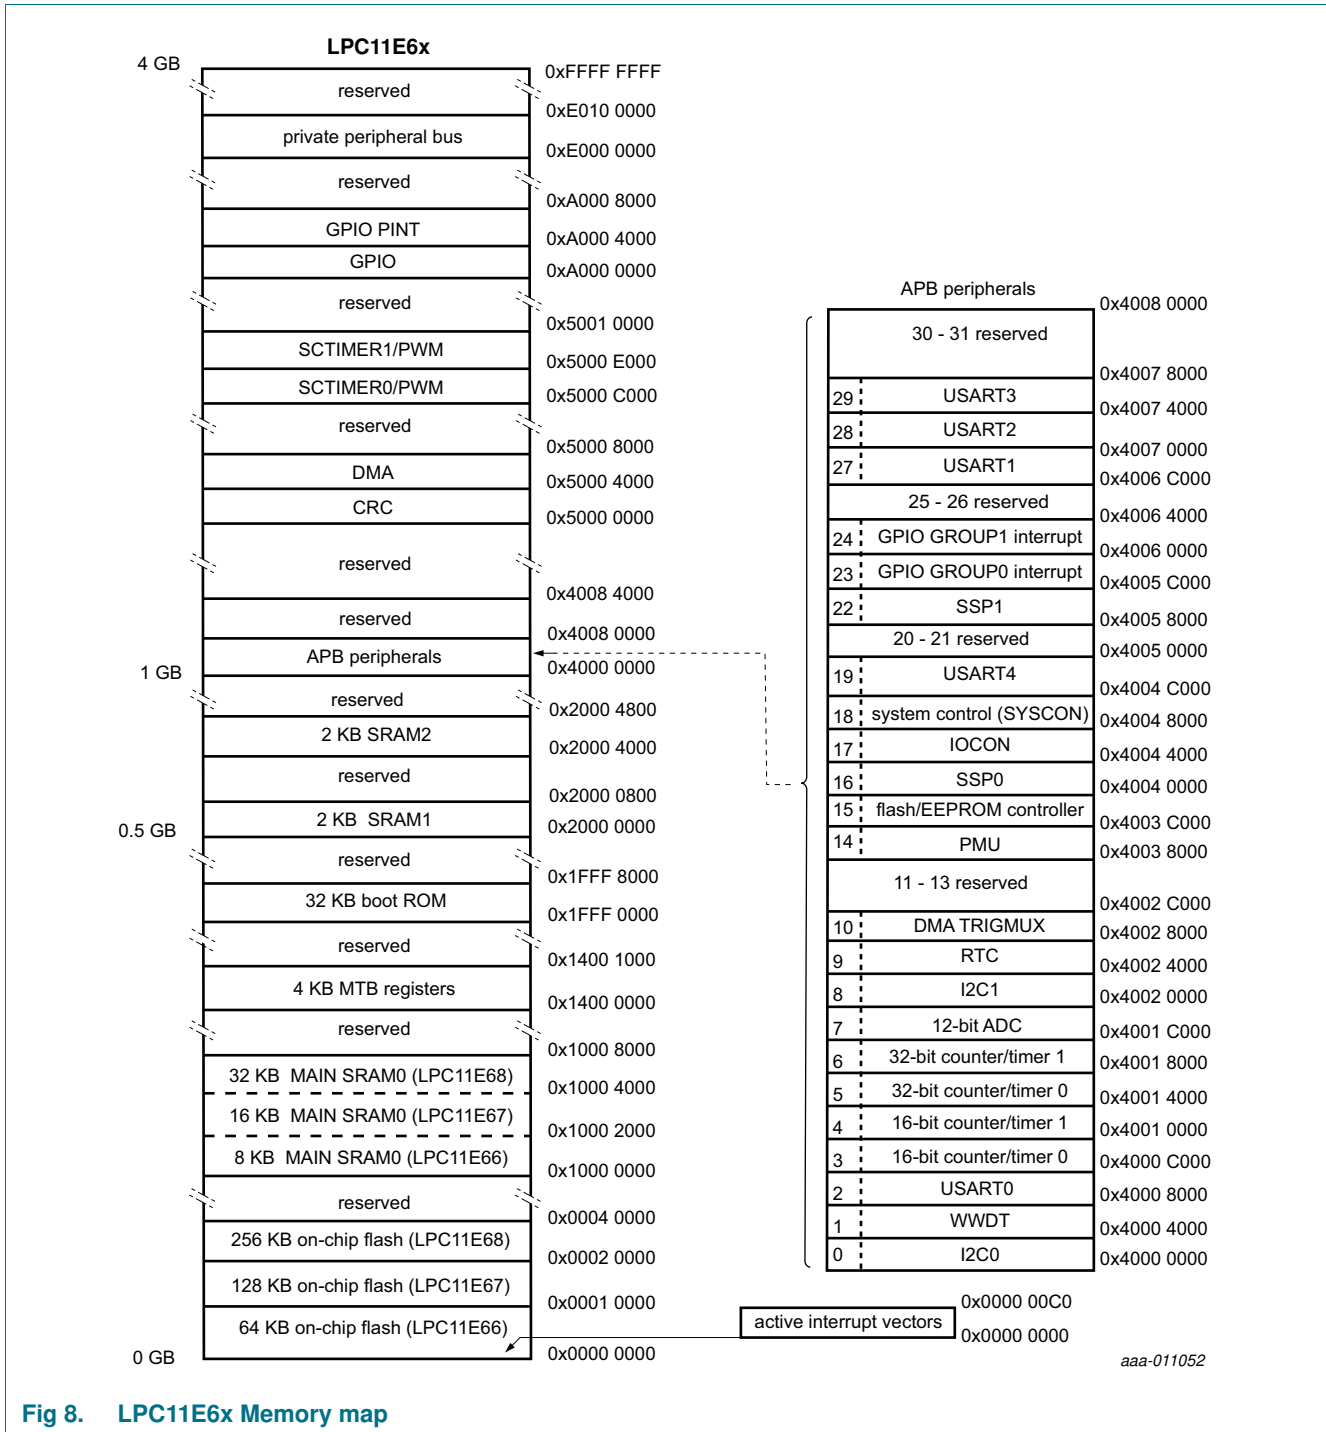 LPC11E6x
4 GB
0xFFFF FFFF
reserved
0xE010 0000
private peripheral bus
0xE000 0000
reserved
0xA000 8000
GPIO PINT
0xA000 4000
GPIO
0xA000 0000
reserved
0x5001 0000
SCTIMER1/PWM
0x5000 E000
SCTIMER0/PWM
0x5000 C000
reserved
0x5000 8000
DMA
0x5000 4000
CRC
0x5000 0000
reserved
0x4008 4000
reserved
0x4008 0000
APB peripherals
0x4000 0000
1 GB
reserved
0x2000 4800
2 KB SRAM2
0x2000 4000
reserved
0x2000 0800
2 KB SRAM1
0x2000 0000
0.5 GB
reserved
0x1FFF 8000
32 KB boot ROM
0x1FFF 0000
reserved
0x1400 1000
4 KB MTB registers
0x1400 0000
reserved
0x1000 8000
32 KB MAIN SRAM0 (LPC11E68)
0x1000 4000
16 KB MAIN SRAM0 (LPC11E67)
0x1000 2000
8 KB MAIN SRAM0 (LPC11E66)
0x1000 0000
reserved
0x0004 0000
256 KB on-chip flash (LPC11E68)
0x0002 0000
128 KB on-chip flash (LPC11E67)
0x0001 0000
64 KB on-chip flash (LPC11E66)
0x0000 0000
0 GB
APB peripherals
0x4008 0000
30 - 31 reserved
0x4007 8000
29 USART3
0x4007 4000
28 USART2
0x4007 0000
27 USART1
0x4006 C000
25 - 26 reserved
0x4006 4000
24 GPIO GROUP1 interrupt
0x4006 0000
23 GPIO GROUP0 interrupt
0x4005 C000
22 SSP1
0x4005 8000
20 - 21 reserved
0x4005 0000
19 USART4
0x4004 C000
18 system control (SYSCON)
0x4004 8000
17 IOCON
0x4004 4000
16 SSP0
0x4004 0000
15 flash/EEPROM controller
0x4003 C000
14 PMU
0x4003 8000
11 - 13 reserved
0x4002 C000
10 DMA TRIGMUX
0x4002 8000
9 RTC
0x4002 4000
8 I2C1
0x4002 0000
7 12-bit ADC
0x4001 C000
6 32-bit counter/timer 1
0x4001 8000
5 32-bit counter/timer 0
0x4001 4000
4 16-bit counter/timer 1
0x4001 0000
3 16-bit counter/timer 0
0x4000 C000
2 USART0
0x4000 8000
1 WWDT
0x4000 4000
0 I2C0
0x4000 0000
0x0000 00C0
active interrupt vectors
0x0000 0000
aaa-011052
Fig 8. LPC11E6x Memory map